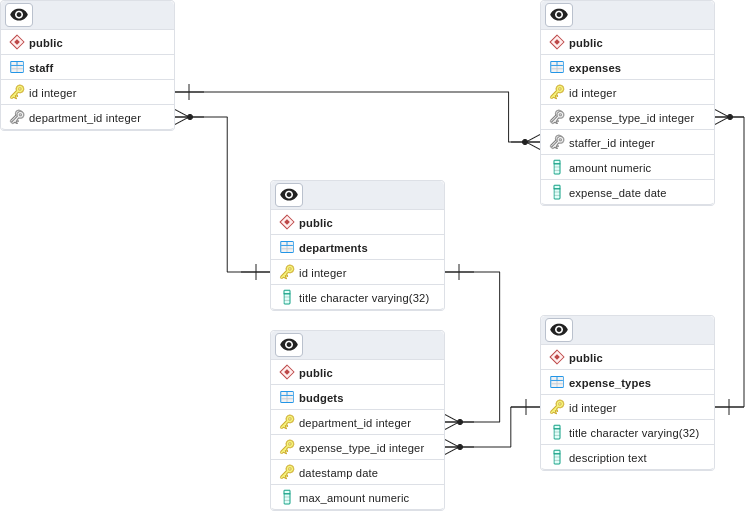 public
staff
id integer
department_id integer
public
expenses
id integer
expense_type_id integer
staffer_id integer
amount numeric
expense_date date
public
departments
id integer
title character varying(32)
public
budgets
department_id integer
expense_type_id integer
datestamp date
max_amount numeric
public
expense_types
id integer
title character varying(32)
description text